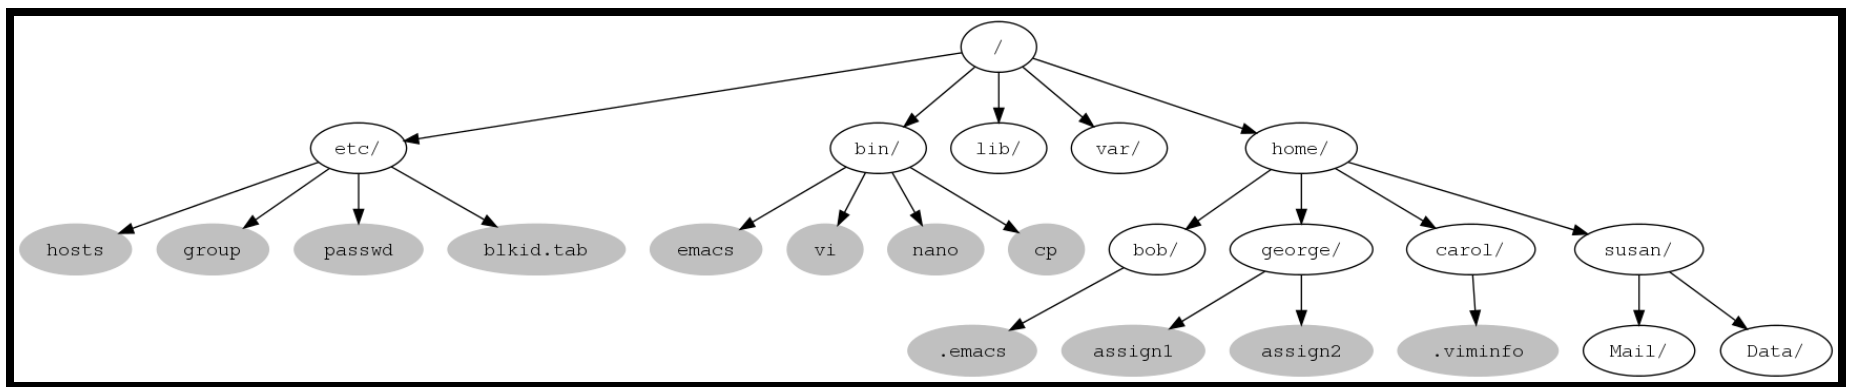 /
etc/ bin/ lib/ var/ home/
hosts group passwd blkid.tab emacs vi nano cp bob/ george/ carol/ susan/
.emacs assign1 assign2 .viminfo Mail/ Data/